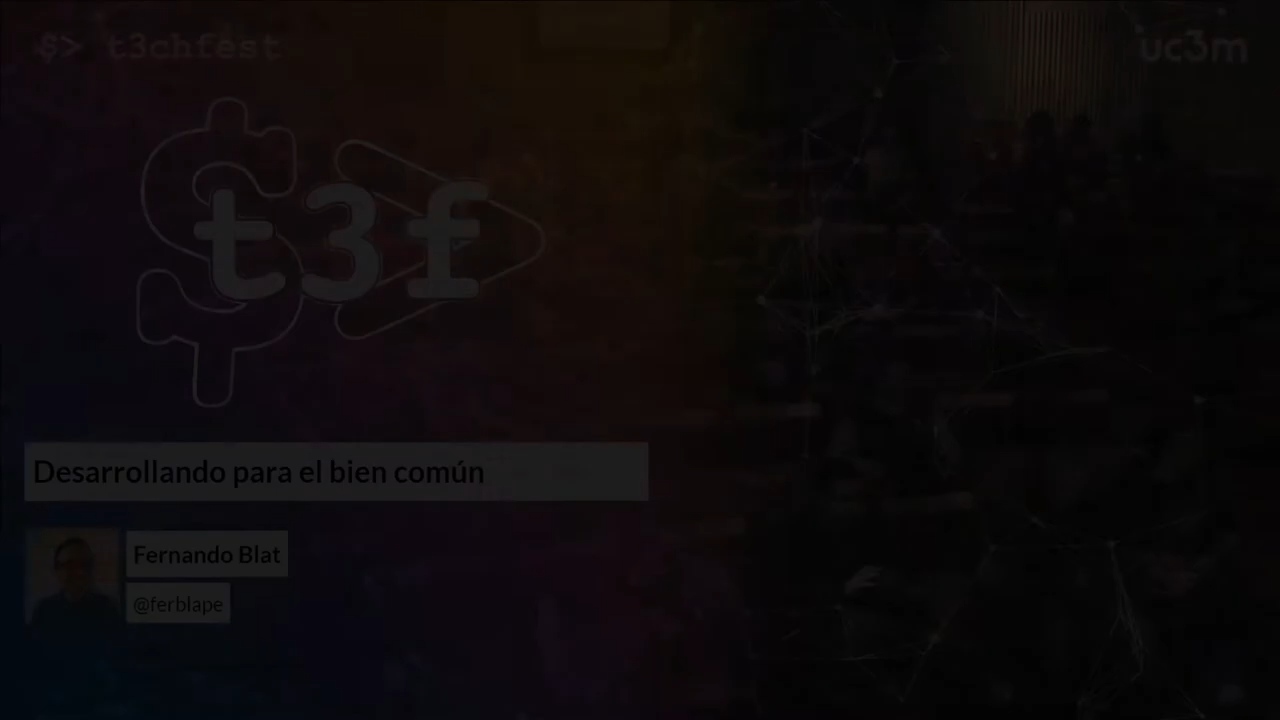 $> t3chfest
uc3m
$>
t3f
Desarrollando para el bien común
Fernando Blat
@ferblape